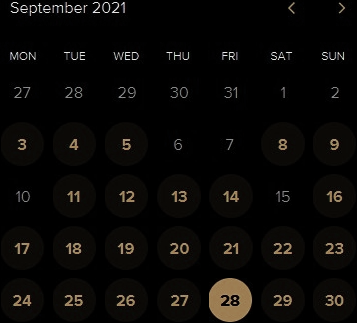 September 2021
MON TUE WED THU FRI SAT SUN
27 28 29 30 31 1 2
3 4 5 6 7 8 9
10 11 12 13 14 15 16
17 18 19 20 21 22 23
24 25 26 27 28 29 30